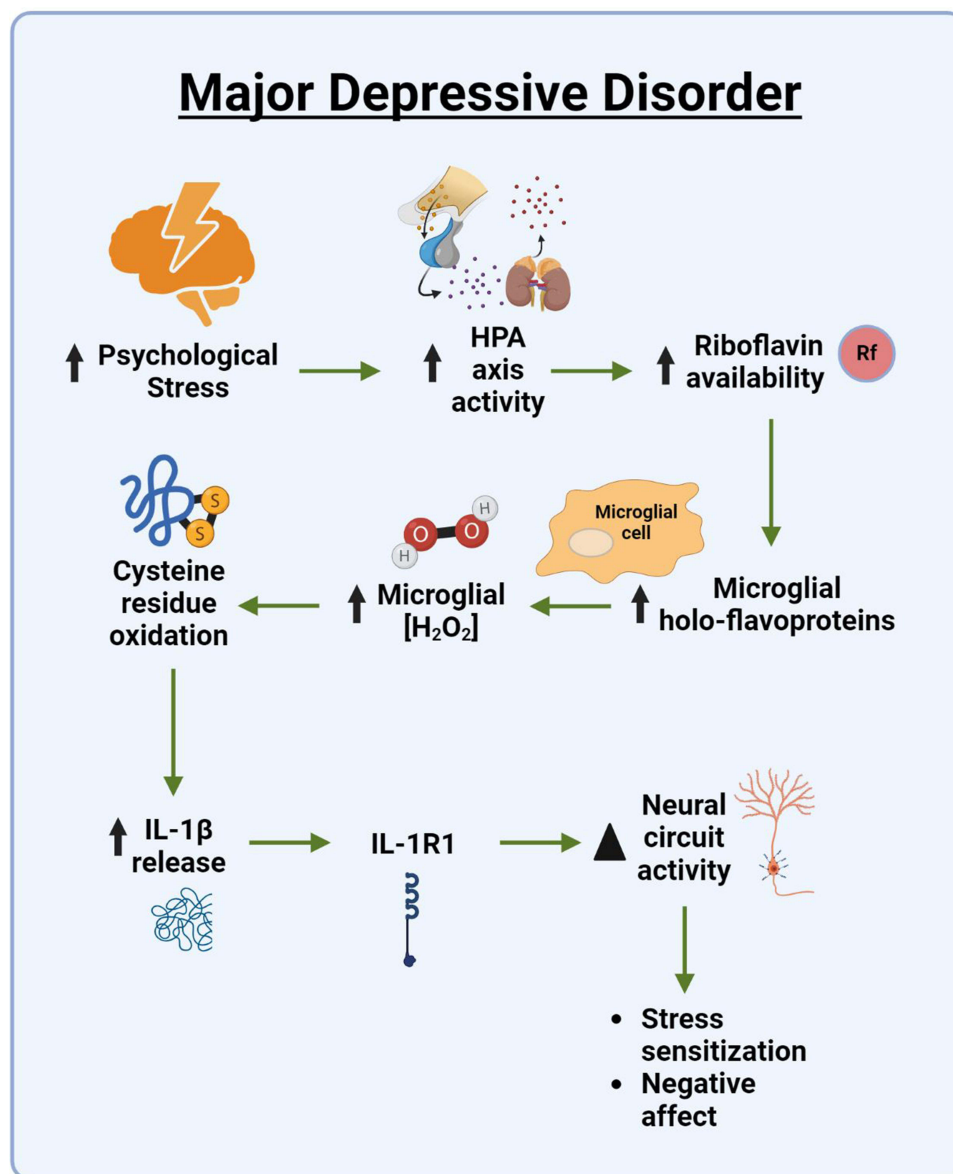 Major Depressive Disorder
Psychological
Stress
HPA
axis
activity
Riboflavin
availability
Rf
S
S
Cysteine
residue
oxidation
H
O
O
H
Microglial
[H₂O₂]
Microglial
cell
Microglial
holo-flavoproteins
IL-1β
release
IL-1R1
Neural
circuit
activity
• Stress
sensitization
• Negative
affect